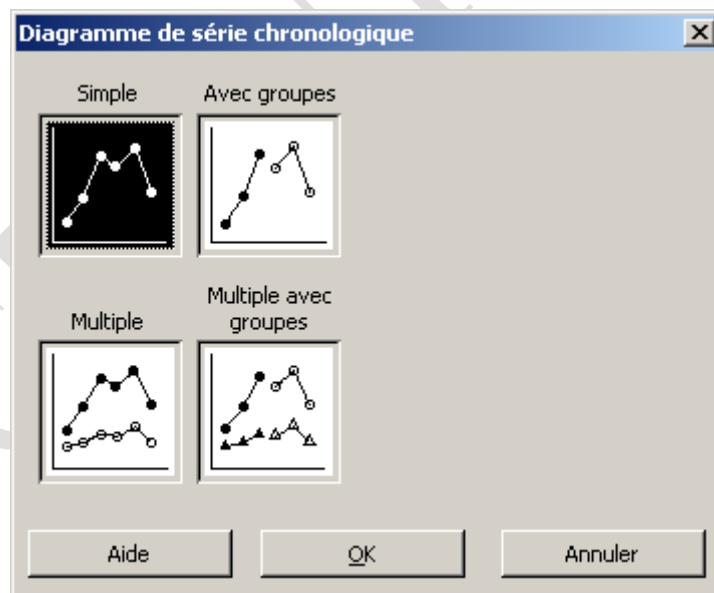 Diagramme de série chronologique
Simple
Avec groupes
Multiple
Multiple avec
groupes
Aide
OK
Annuler